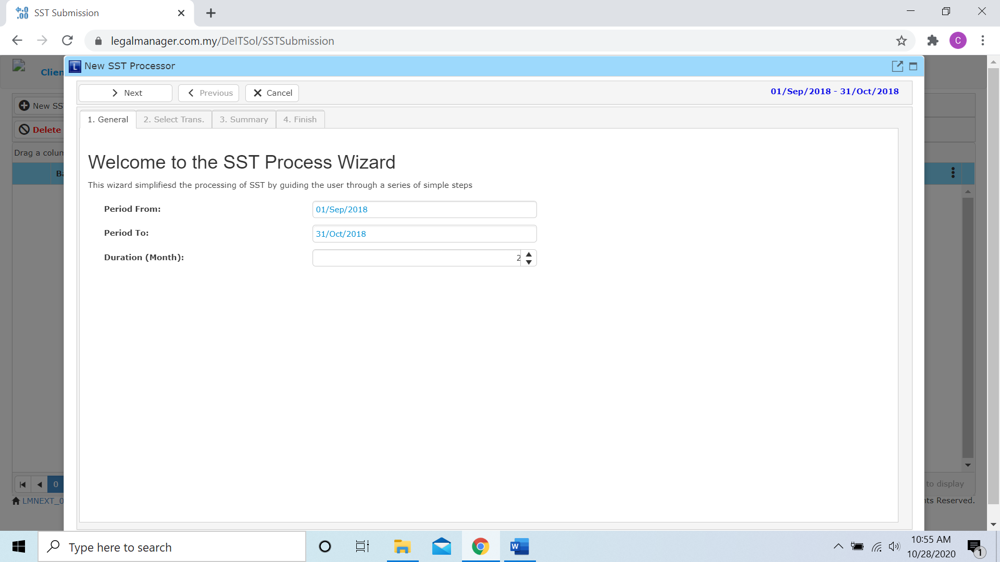 SST Submission
legalmanager.com.my/DeITSol/SSTSubmission
C
L New SST Processor
Clien
Next
Previous
Cancel
01/Sep/2018 - 31/Oct/2018
New SS
1. General
2. Select Trans.
3. Summary
4. Finish
Delete
Drag a colum
Ba
Welcome to the SST Process Wizard
This wizard simplifiesd the processing of SST by guiding the user through a series of simple steps
Period From:
01/Sep/2018
Period To:
31/Oct/2018
Duration (Month):
2
0
to display
LMNEXT_0
ts Reserved.
Type here to search
W
10:55 AM
10/28/2020
1